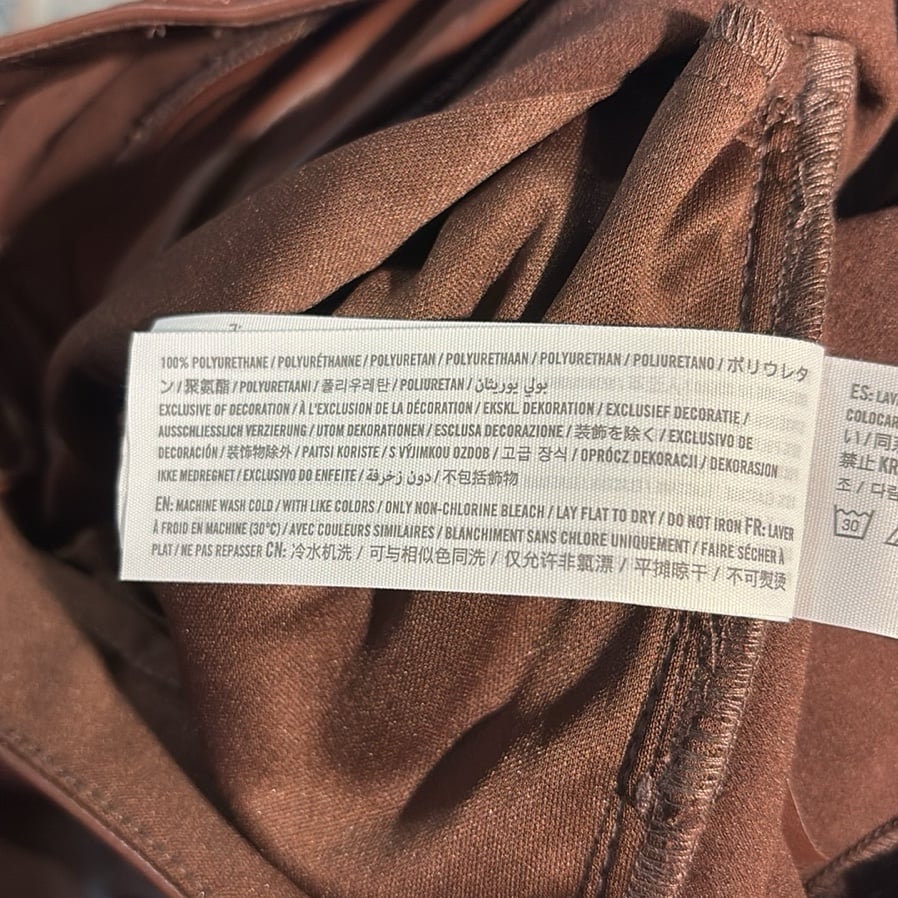 100% POLYURETHANE / POLYURÉTHANNE / POLYURETAN / POLYURETHAAN / POLYURETHAN / POLIURETANO / ポリウレタ
ン / 聚氨酯 / POLYURETAANI / 폴리우레탄 / POLIURETAN / بولي يوريثان
EXCLUSIVE OF DECORATION / À L'EXCLUSION DE LA DÉCORATION / EKSKL. DEKORATION / EXCLUSIEF DECORATIE /
AUSSCHLIESSLICH VERZIERUNG / UTOM DEKORATIONEN / ESCLUSA DECORAZIONE / 装飾を除く / EXCLUSIVO DE
DECORACIÓN / 装饰物除外 / PAITSI KORISTE / S VÝJIMKOU OZDOB / 고급 장식 / OPRÓCZ DEKORACJI / DEKORASJON
IKKE MEDREGNET / EXCLUSIVO DO ENFEITE / دون زخرفة / 不包括飾物
EN: MACHINE WASH COLD / WITH LIKE COLORS / ONLY NON-CHLORINE BLEACH / LAY FLAT TO DRY / DO NOT IRON FR: LAVER
À FROID EN MACHINE (30°C) / AVEC COULEURS SIMILAIRES / BLANCHIMENT SANS CHLORE UNIQUEMENT / FAIRE SÉCHER À
PLAT / NE PAS REPASSER CN: 冷水机洗 / 可与相似色同洗 / 仅允许非氯漂 / 平摊晾干 / 不可熨烫
ES:
COLOCAR
い / 同
禁止 KR
조 / 다림
30